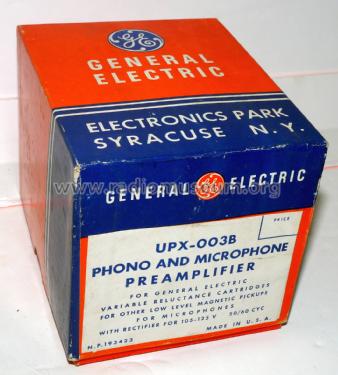 GE
GENERAL
ELECTRIC
ELECTRONICS PARK
SYRACUSE N.Y.
www.radiomuseum.org
GENERAL GE ELECTRIC
PRICE
UPX-003B
PHONO AND MICROPHONE
PREAMPLIFIER
FOR GENERAL ELECTRIC
VARIABLE RELUCTANCE CARTRIDGES
FOR OTHER LOW LEVEL MAGNETIC PICKUPS
FOR MICROPHONES
WITH RECTIFIER FOR 105-125 V 50/60 CYC
N.P. 193433 MADE IN U.S.A.